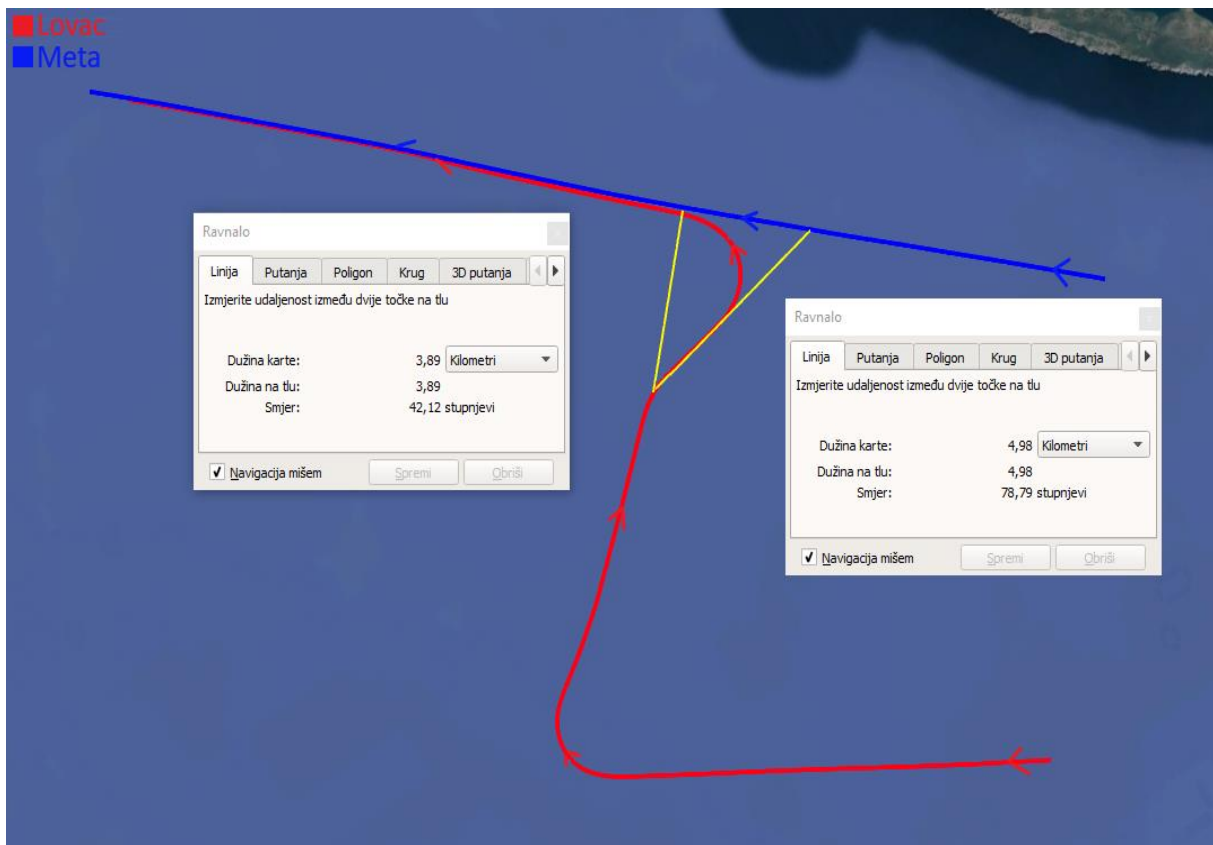 Lovac
Meta
Ravnalo
Linija Putanja Poligon Krug 3D putanja
Izmjerite udaljenost između dvije točke na tlu
Dužina karte: 3,89 Kilometri
Dužina na tlu: 3,89
Smjer: 42,12 stupnjevi
Navigacija mišem Spremi Obriši
Ravnalo
Linija Putanja Poligon Krug 3D putanja
Izmjerite udaljenost između dvije točke na tlu
Dužina karte: 4,98 Kilometri
Dužina na tlu: 4,98
Smjer: 78,79 stupnjevi
Navigacija mišem Spremi Obriši